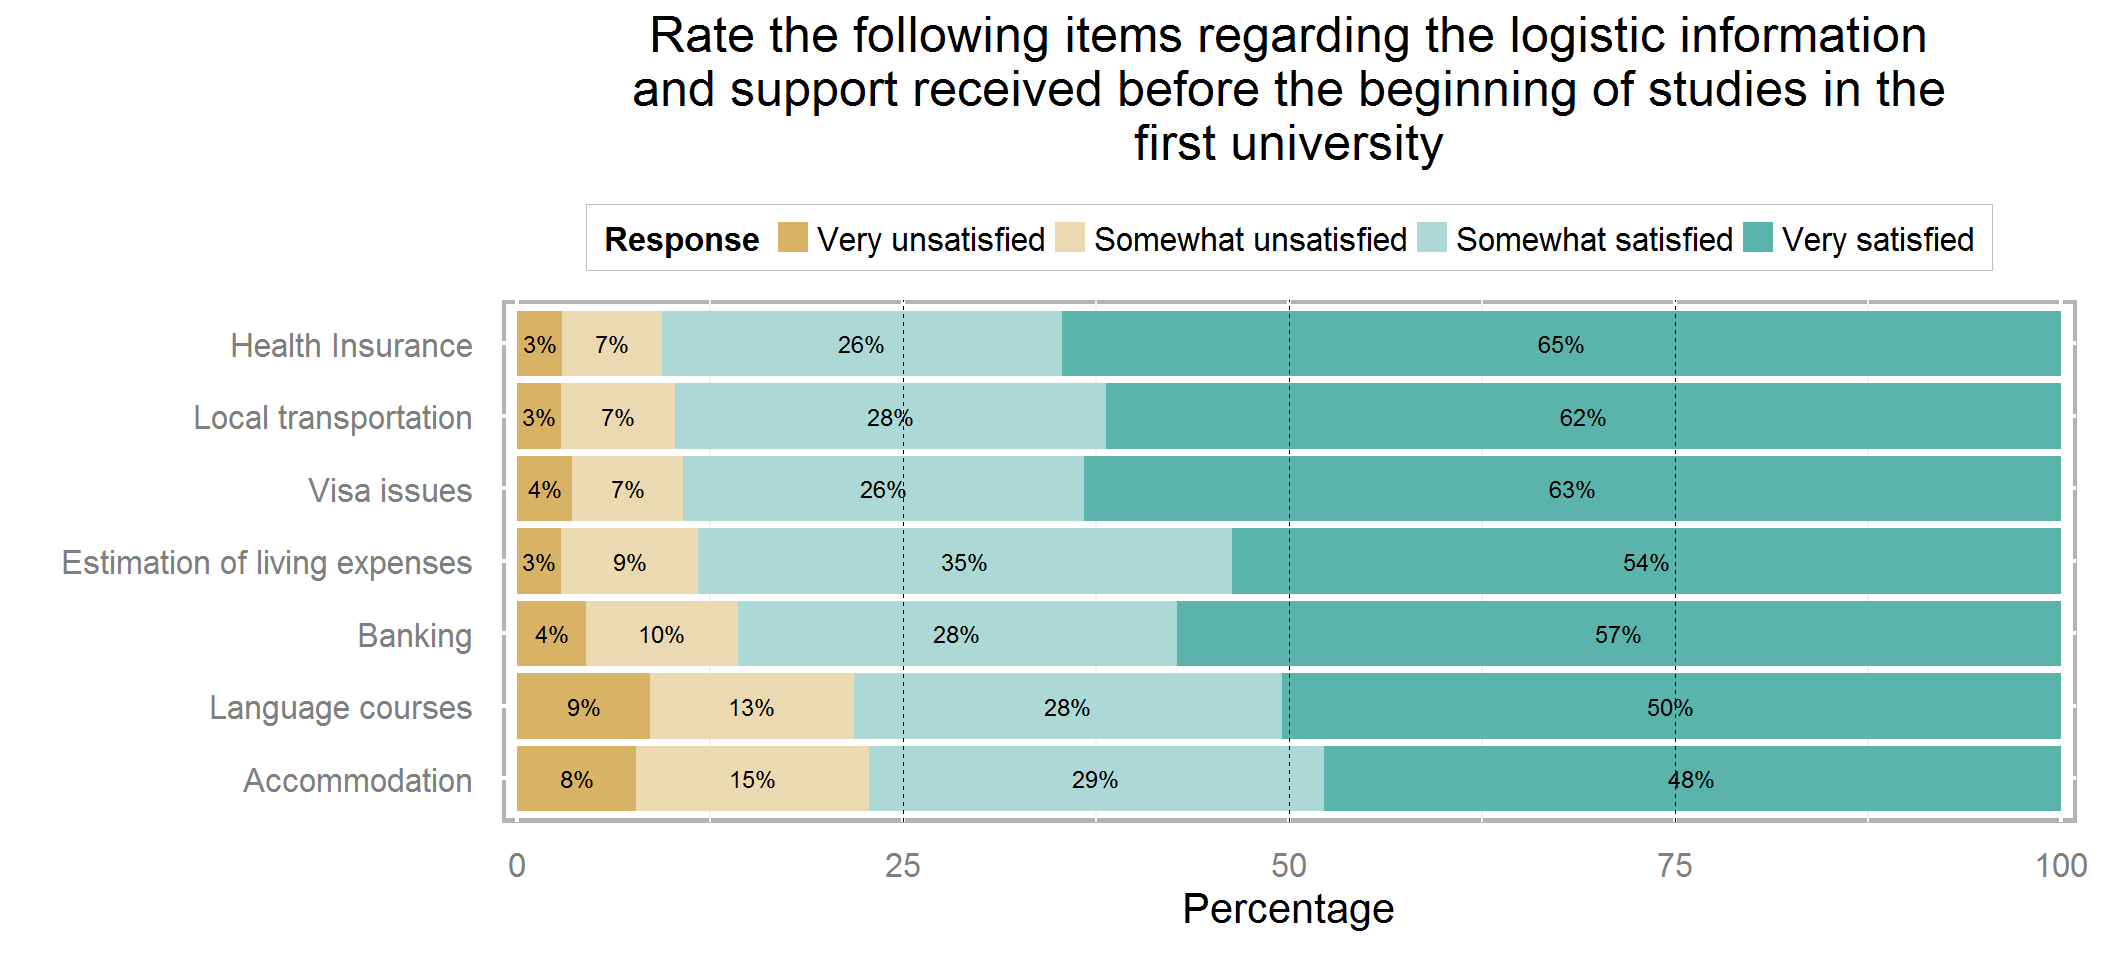 Rate the following items regarding the logistic information
and support received before the beginning of studies in the
first university
Response Very unsatisfied Somewhat unsatisfied Somewhat satisfied Very satisfied
Health Insurance 3% 7% 26% 65%
Local transportation 3% 7% 28% 62%
Visa issues 4% 7% 26% 63%
Estimation of living expenses 3% 9% 35% 54%
Banking 4% 10% 28% 57%
Language courses 9% 13% 28% 50%
Accommodation 8% 15% 29% 48%
0 25 50 75 100
Percentage